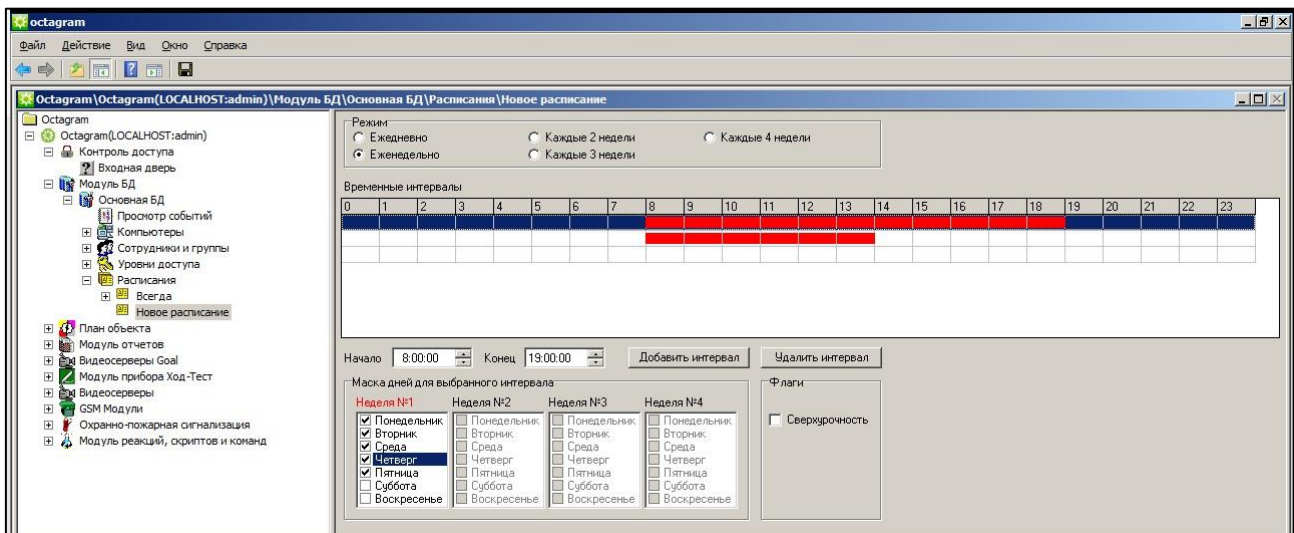 octagram
Файл Действие Вид Окно Справка
Octagram\Octagram(LOCALHOST:admin)\Модуль БД\Основная БД\Расписания\Новое расписание
Octagram
Octagram(LOCALHOST:admin)
Контроль доступа
Входная дверь
Модуль БД
Основная БД
Просмотр событий
Компьютеры
Сотрудники и группы
Уровни доступа
Расписания
Всегда
Новое расписание
План объекта
Модуль отчетов
Видеосерверы Goal
Модуль прибора Ход-Тест
Видеосерверы
GSM Модули
Охранно-пожарная сигнализация
Модуль реакций, скриптов и команд
Режим
Ежедневно Каждые 2 недели Каждые 4 недели
Еженедельно Каждые 3 недели
Временные интервалы
0 1 2 3 4 5 6 7 8 9 10 11 12 13 14 15 16 17 18 19 20 21 22 23
Начало 8:00:00 Конец 19:00:00 Добавить интервал Удалить интервал
Маска дней для выбранного интервала Флаги
Неделя №1 Неделя №2 Неделя №3 Неделя №4
Понедельник Понедельник Понедельник Понедельник Сверхурочность
Вторник Вторник Вторник Вторник
Среда Среда Среда Среда
Четверг Четверг Четверг Четверг
Пятница Пятница Пятница Пятница
Суббота Суббота Суббота Суббота
Воскресенье Воскресенье Воскресенье Воскресенье